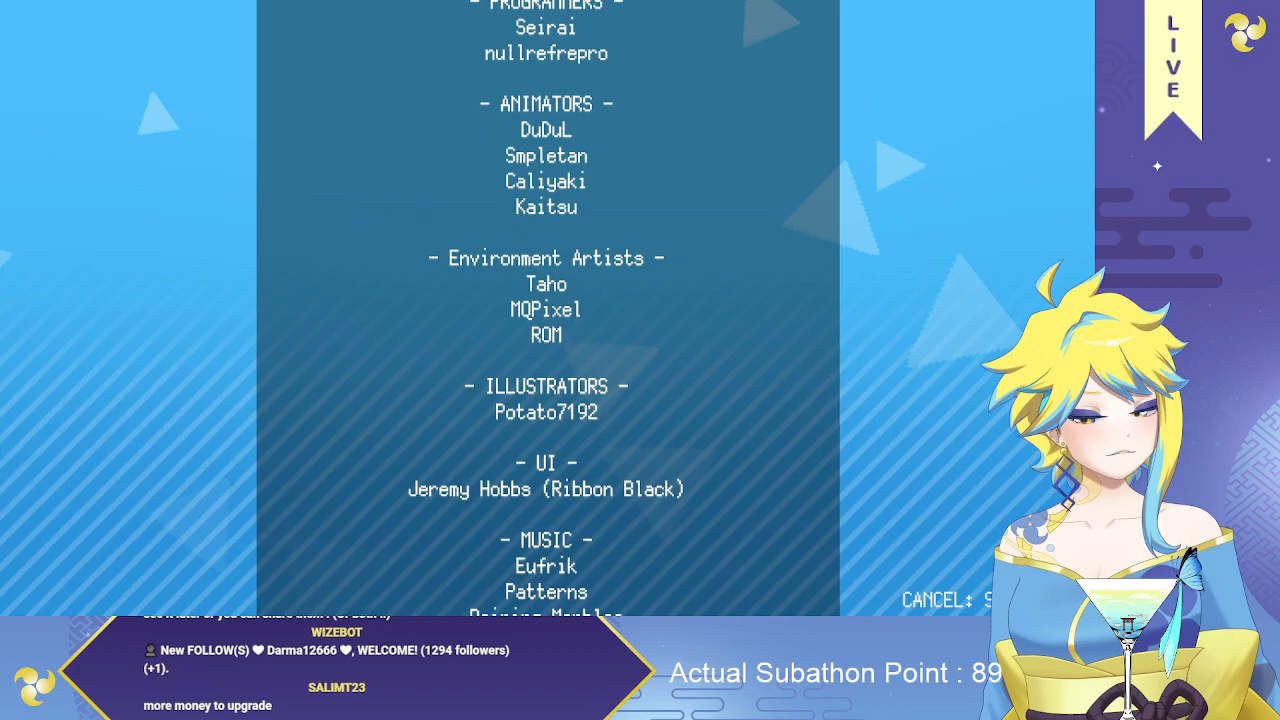 - PROGRAMMERS -
Seirai
nullrefrepro
- ANIMATORS -
DuDuL
Smpletan
Caliyaki
Kaitsu
- Environment Artists -
Taho
MQPixel
ROM
- ILLUSTRATORS -
Potato7192
- UI -
Jeremy Hobbs (Ribbon Black)
- MUSIC -
Eufrik
Patterns
CANCEL:
LIVE
WIZEBOT
New FOLLOW(S) ♥ Darma12666 ♥, WELCOME! (1294 followers)
(+1).
SALIMT23
more money to upgrade
Actual Subathon Point : 89